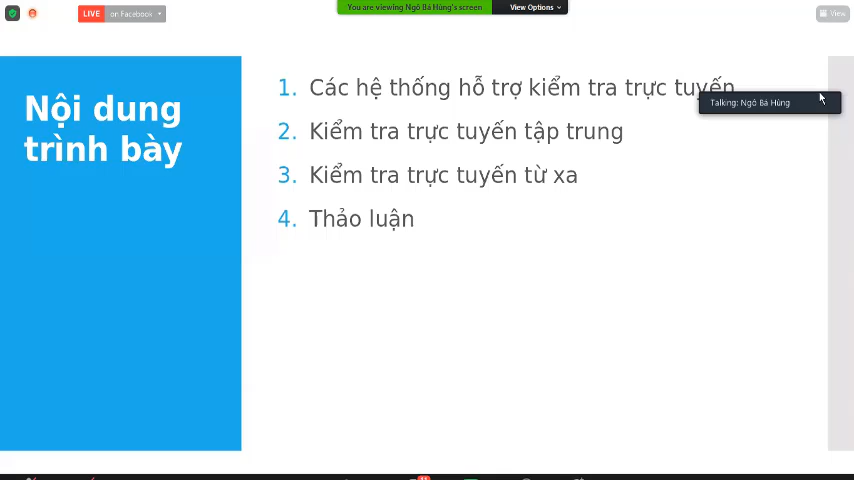 LIVE on Facebook
You are viewing Ngô Bá Hùng's screen View Options
View
Nội dung
trình bày
1. Các hệ thống hỗ trợ kiểm tra trực tuyến
Talking: Ngô Bá Hùng
2. Kiểm tra trực tuyến tập trung
3. Kiểm tra trực tuyến từ xa
4. Thảo luận